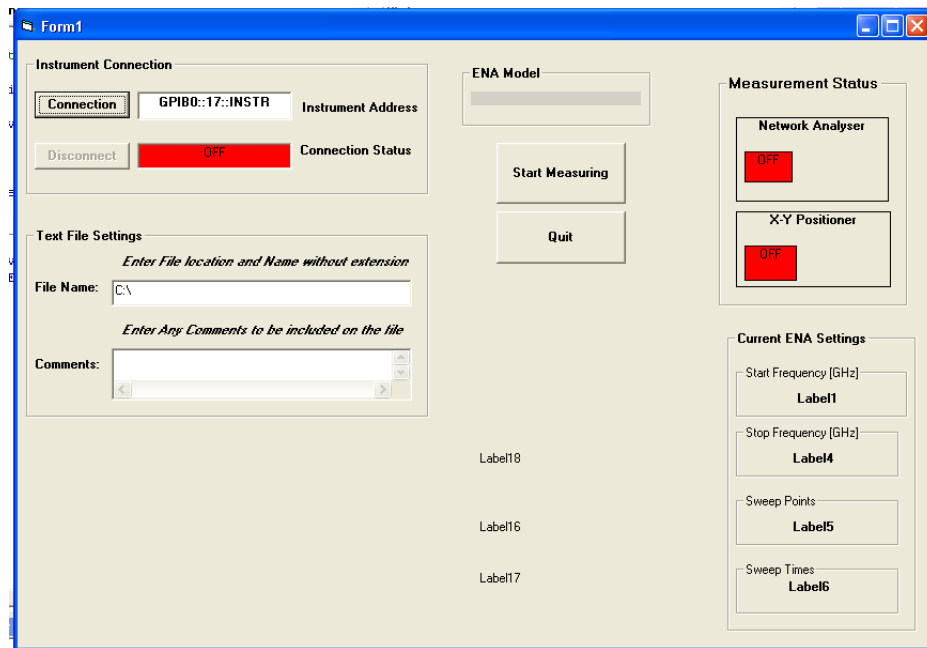 Form1
Instrument Connection
Connection
GPIB0::17::INSTR
Instrument Address
Disconnect
OFF
Connection Status
Text File Settings
Enter File location and Name without extension
File Name:
C:\
Enter Any Comments to be included on the file
Comments:
ENA Model
Start Measuring
Quit
Label18
Label16
Label17
Measurement Status
Network Analyser
OFF
X-Y Positioner
OFF
Current ENA Settings
Start Frequency [GHz]
Label1
Stop Frequency [GHz]
Label4
Sweep Points
Label5
Sweep Times
Label6